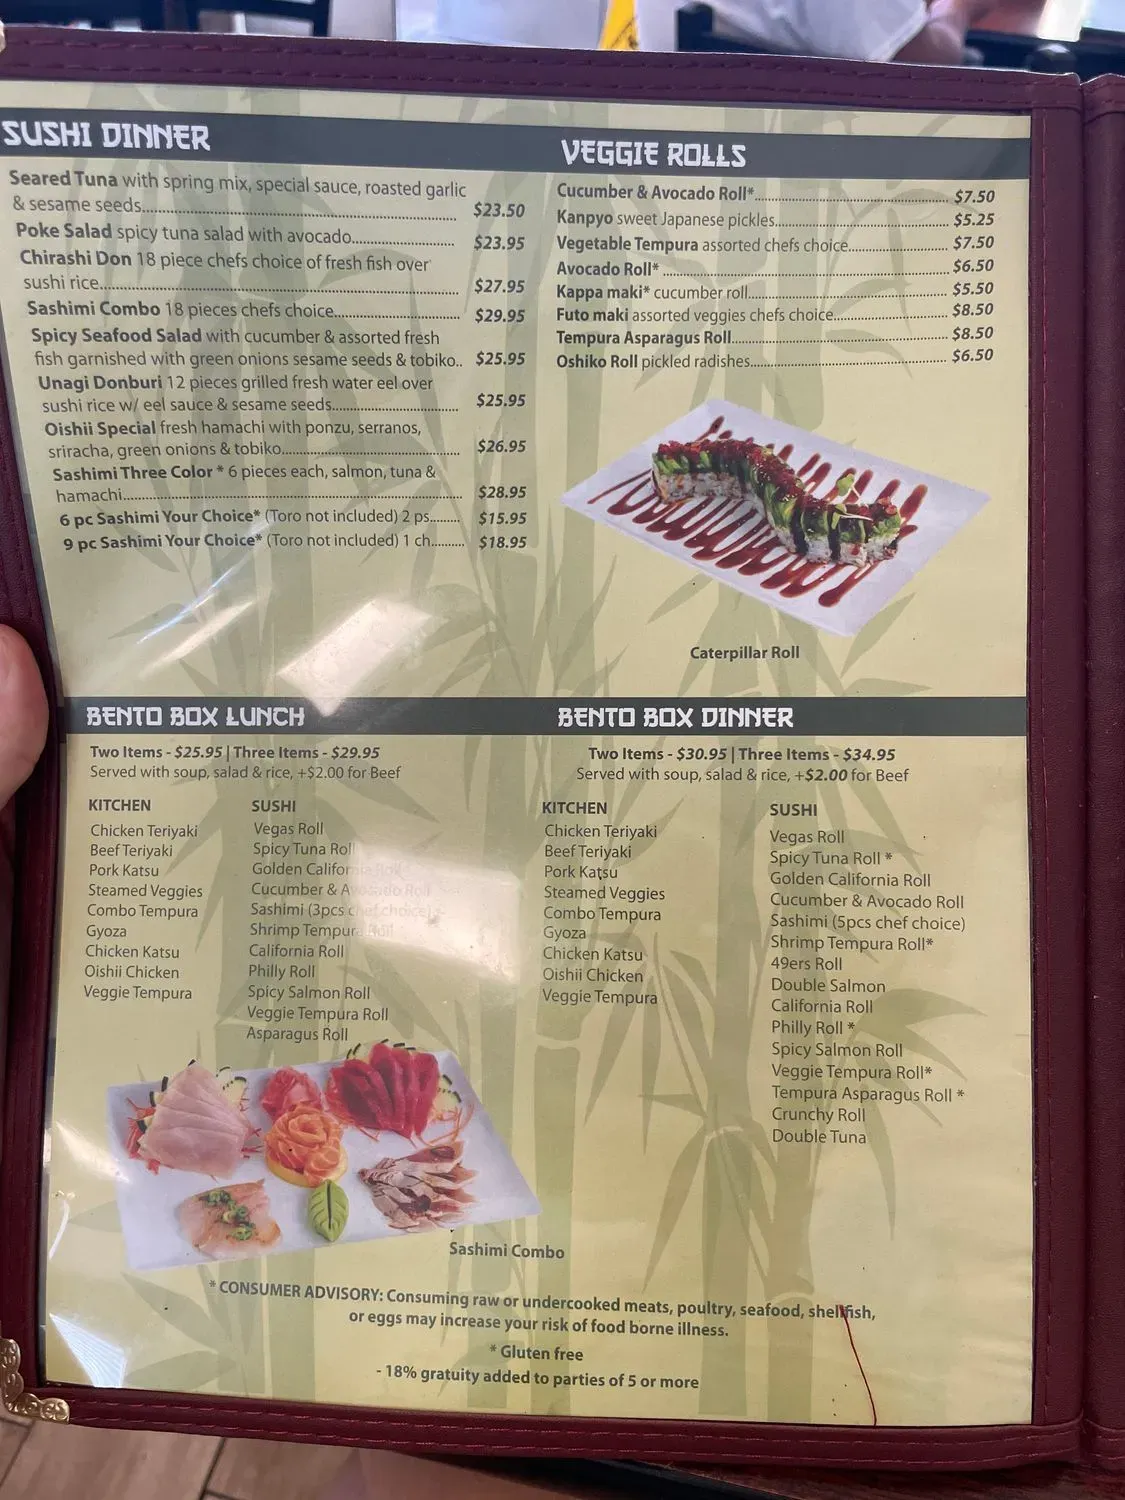 SUSHI DINNER
Seared Tuna with spring mix, special sauce, roasted garlic
& sesame seeds.................... $23.50
Poke Salad spicy tuna salad with avocado.................... $23.95
Chirashi Don 18 piece chefs choice of fresh fish over
sushi rice.................... $27.95
Sashimi Combo 18 pieces chefs choice.................... $29.95
Spicy Seafood Salad with cucumber & assorted fresh
fish garnished with green onions sesame seeds & tobiko.. $25.95
Unagi Donburi 12 pieces grilled fresh water eel over
sushi rice w/ eel sauce & sesame seeds.................... $25.95
Oishii Special fresh hamachi with ponzu, serranos,
sriracha, green onions & tobiko.................... $26.95
Sashimi Three Color * 6 pieces each, salmon, tuna &
hamachi.................... $28.95
6 pc Sashimi Your Choice* (Toro not included) 2 ps......... $15.95
9 pc Sashimi Your Choice* (Toro not included) 1 ch......... $18.95
VEGGIE ROLLS
Cucumber & Avocado Roll*.................... $7.50
Kanpyo sweet Japanese pickles.................... $5.25
Vegetable Tempura assorted chefs choice.................... $7.50
Avocado Roll* .................... $6.50
Kappa maki* cucumber roll.................... $5.50
Futo maki assorted veggies chefs choice.................... $8.50
Tempura Asparagus Roll.................... $8.50
Oshiko Roll pickled radishes.................... $6.50
Caterpillar Roll
BENTO BOX LUNCH
Two Items - $25.95 | Three Items - $29.95
Served with soup, salad & rice, +$2.00 for Beef
KITCHEN
Chicken Teriyaki
Beef Teriyaki
Pork Katsu
Steamed Veggies
Combo Tempura
Gyoza
Chicken Katsu
Oishii Chicken
Veggie Tempura
SUSHI
Vegas Roll
Spicy Tuna Roll
Golden California Roll
Cucumber & Avocado Roll
Sashimi (3pcs chef choice)
Shrimp Tempura Roll
California Roll
Philly Roll
Spicy Salmon Roll
Veggie Tempura Roll
Asparagus Roll
Sashimi Combo
BENTO BOX DINNER
Two Items - $30.95 | Three Items - $34.95
Served with soup, salad & rice, +$2.00 for Beef
KITCHEN
Chicken Teriyaki
Beef Teriyaki
Pork Katsu
Steamed Veggies
Combo Tempura
Gyoza
Chicken Katsu
Oishii Chicken
Veggie Tempura
SUSHI
Vegas Roll
Spicy Tuna Roll *
Golden California Roll
Cucumber & Avocado Roll
Sashimi (5pcs chef choice)
Shrimp Tempura Roll*
49ers Roll
Double Salmon
California Roll
Philly Roll *
Spicy Salmon Roll
Veggie Tempura Roll*
Tempura Asparagus Roll *
Crunchy Roll
Double Tuna
* CONSUMER ADVISORY: Consuming raw or undercooked meats, poultry, seafood, shellfish,
or eggs may increase your risk of food borne illness.
* Gluten free
- 18% gratuity added to parties of 5 or more